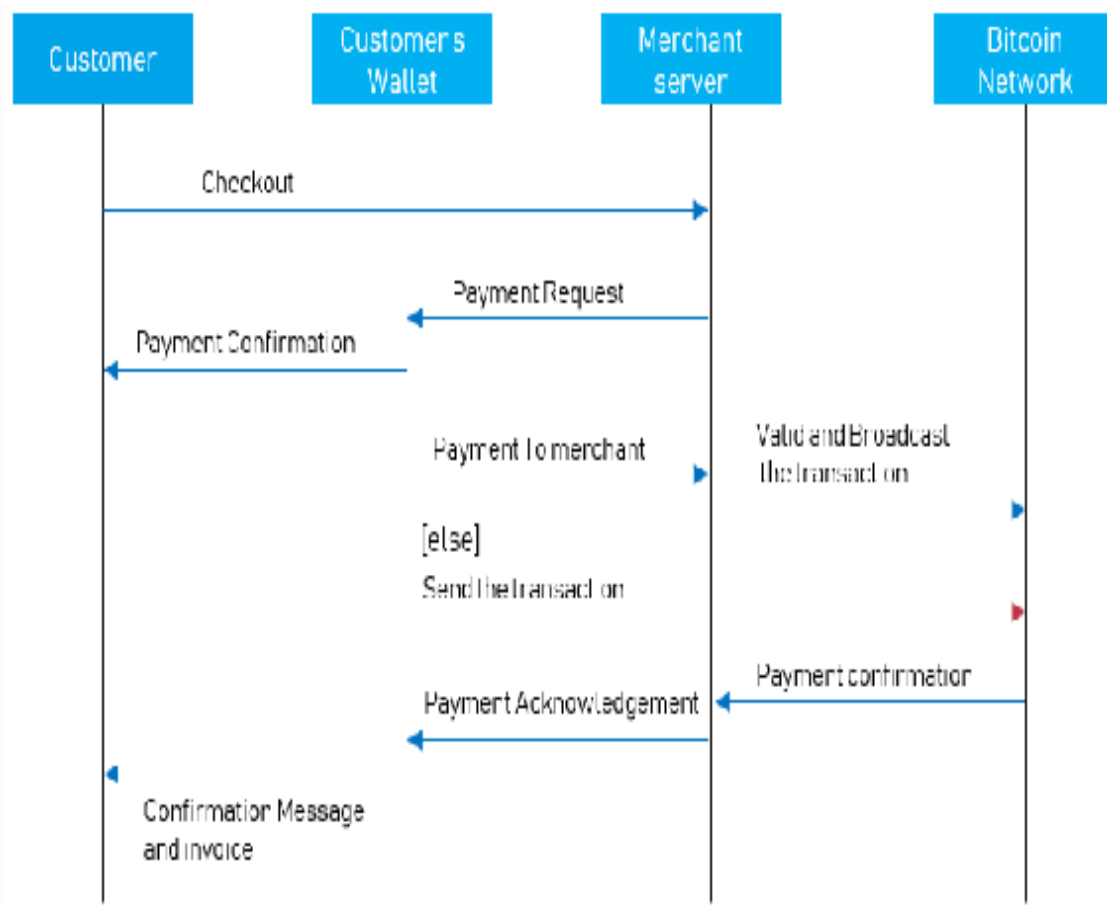 Customer
Customer's
Wallet
Merchant
server
Bitcoin
Network
Checkout
Payment Request
Payment Confirmation
Payment To merchant
Valid and Broadcast
the transaction
[else]
Send the transaction
Payment confirmation
Payment Acknowledgement
Confirmation Message
and invoice